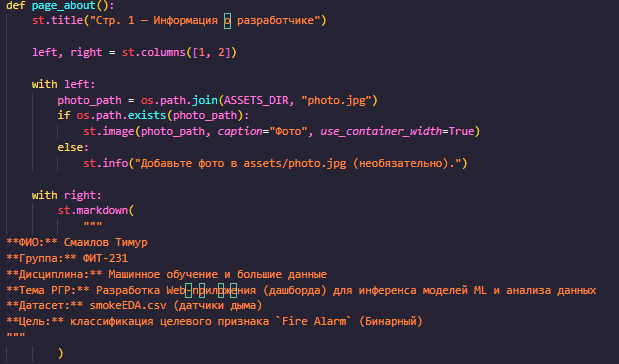 def page_about():
    st.title("Стр. 1 — Информация о разработчике")

    left, right = st.columns([1, 2])

    with left:
        photo_path = os.path.join(ASSETS_DIR, "photo.jpg")
        if os.path.exists(photo_path):
            st.image(photo_path, caption="Фото", use_container_width=True)
        else:
            st.info("Добавьте фото в assets/photo.jpg (необязательно).")

    with right:
        st.markdown(
            """
**ФИО:** Смаилов Тимур
**Группа:** ФИТ-231
**Дисциплина:** Машинное обучение и большие данные
**Тема РГР:** Разработка Web-приложения (дашборда) для инференса моделей ML и анализа данных
**Датасет:** smokeEDA.csv (датчики дыма)
**Цель:** классификация целевого признака `Fire Alarm` (Бинарный)
"""
        )